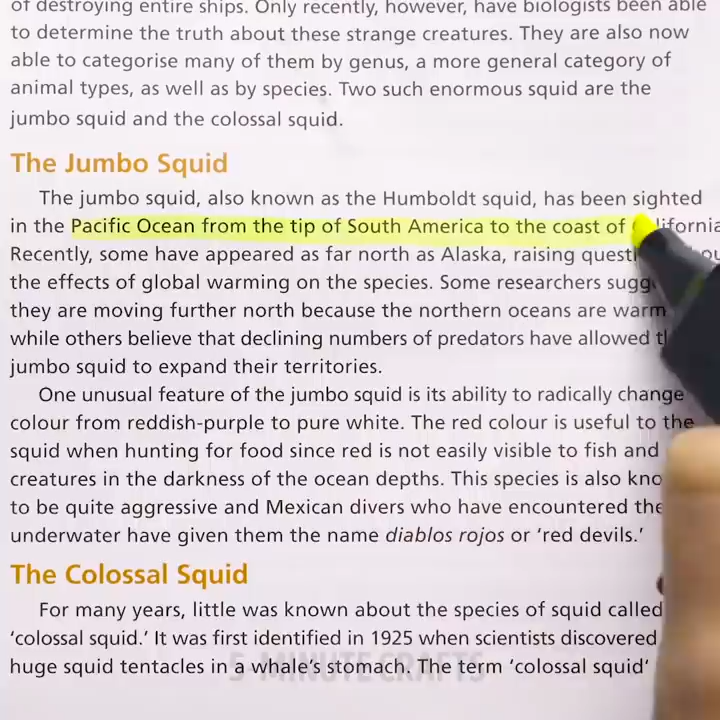 of destroying entire ships. Only recently, however, have biologists been able
to determine the truth about these strange creatures. They are also now
able to categorise many of them by genus, a more general category of
animal types, as well as by species. Two such enormous squid are the
jumbo squid and the colossal squid.
The Jumbo Squid
The jumbo squid, also known as the Humboldt squid, has been sighted
in the Pacific Ocean from the tip of South America to the coast of
Recently, some have appeared as far north as Alaska, raising
the effects of global warming on the species. Some researchers
they are moving further north because the northern oceans are
while others believe that declining numbers of predators have allowed
jumbo squid to expand their territories.
One unusual feature of the jumbo squid is its ability to radically change
colour from reddish-purple to pure white. The red colour is useful to the
squid when hunting for food since red is not easily visible to fish and
creatures in the darkness of the ocean depths. This species is also
to be quite aggressive and Mexican divers who have encountered
underwater have given them the name diablos rojos or ‘red devils.’
The Colossal Squid
For many years, little was known about the species of squid called
‘colossal squid.’ It was first identified in 1925 when scientists discovered
huge squid tentacles in a whale’s stomach. The term ‘colossal squid’
5-MINUTE CRAFTS